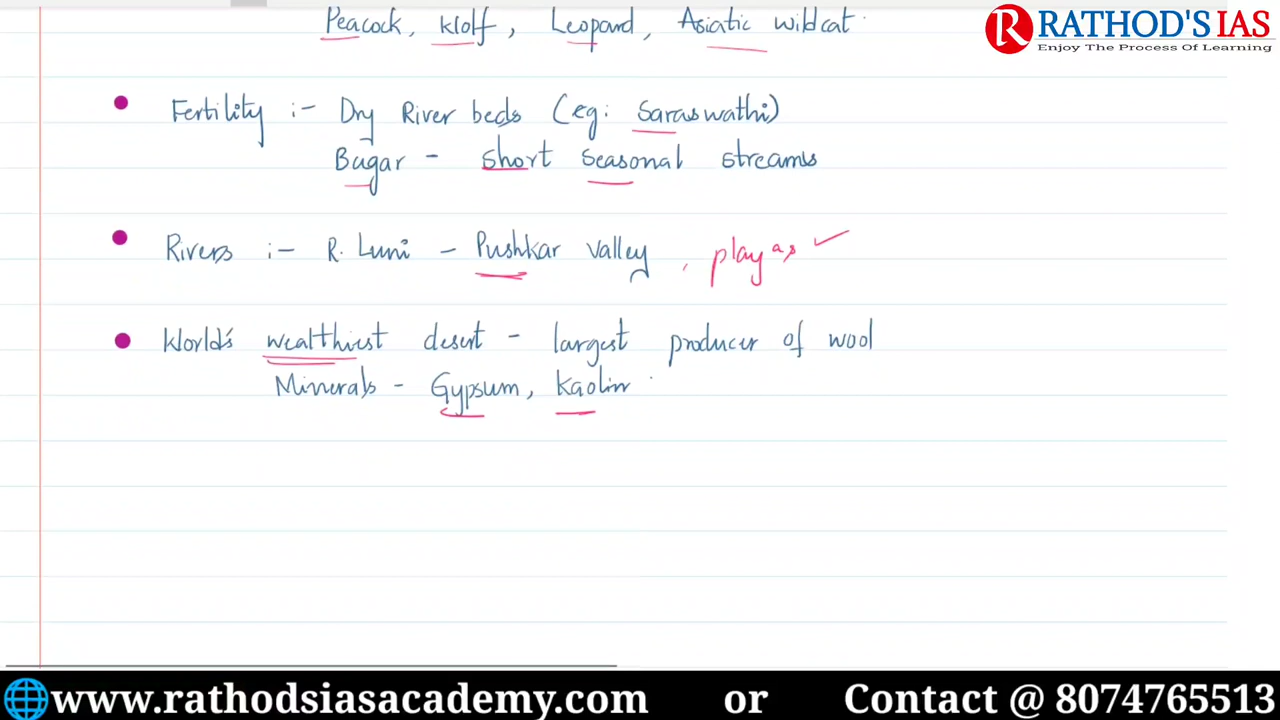 Peacock, Wolf, Leopard, Asiatic wildcat
RATHOD'S IAS
Enjoy The Process Of Learning
• Fertility :- Dry River beds (eg: Saraswathi)
Bagar - short seasonal streams
• Rivers :- R. Luni - Pushkar valley, playas ✓
• World's wealthiest desert - largest producer of wool
Minerals - Gypsum, Kaolin.
www.rathodsiasacademy.com or Contact @ 8074765513